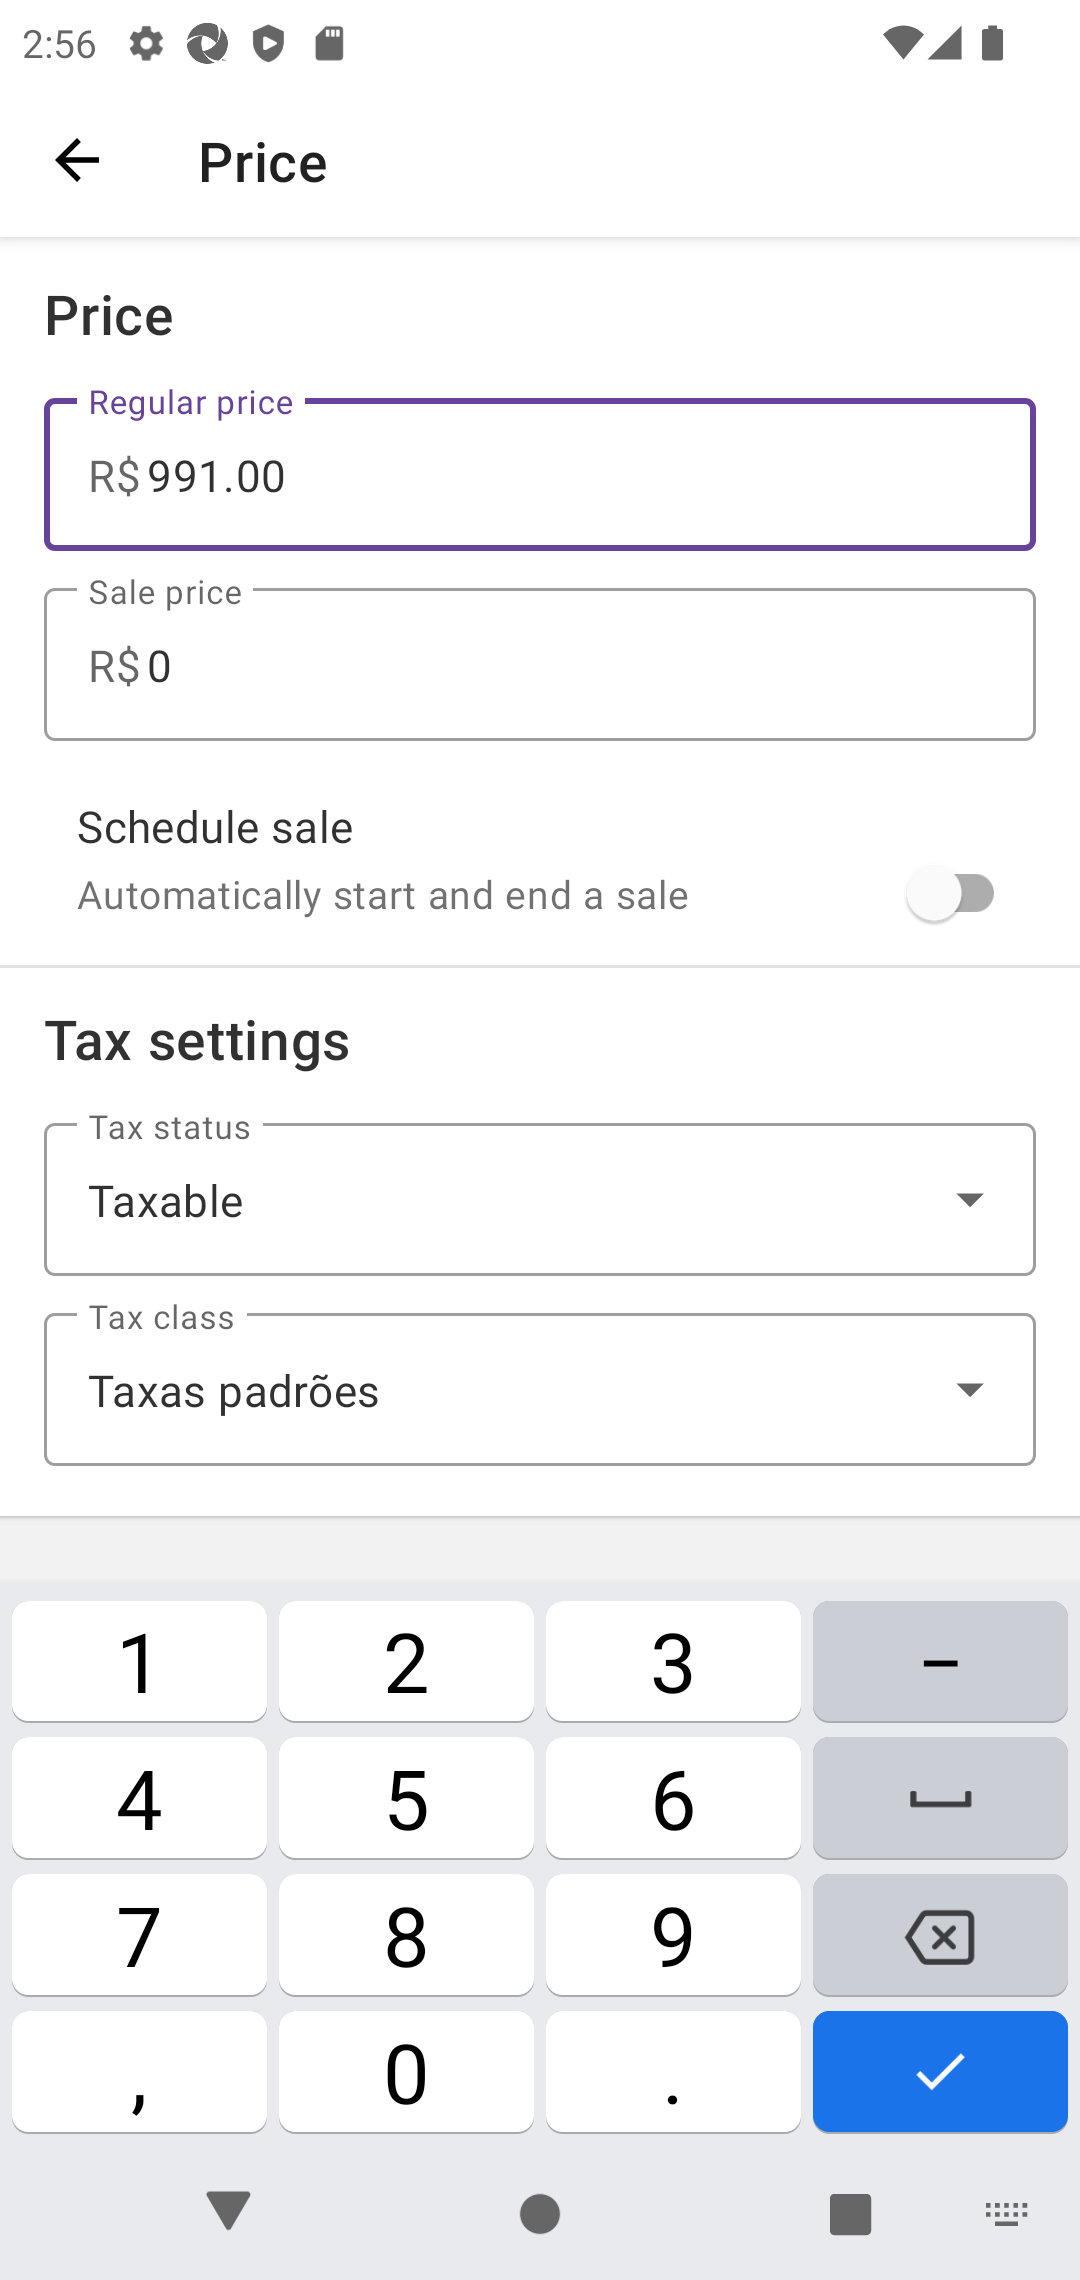 2:56
Price
Price
Regular price
R$ 991.00
Sale price
R$ 0
Schedule sale
Automatically start and end a sale
Tax settings
Tax status
Taxable
Tax class
Taxas padrões
1 2 3 –
4 5 6
7 8 9
, 0 .